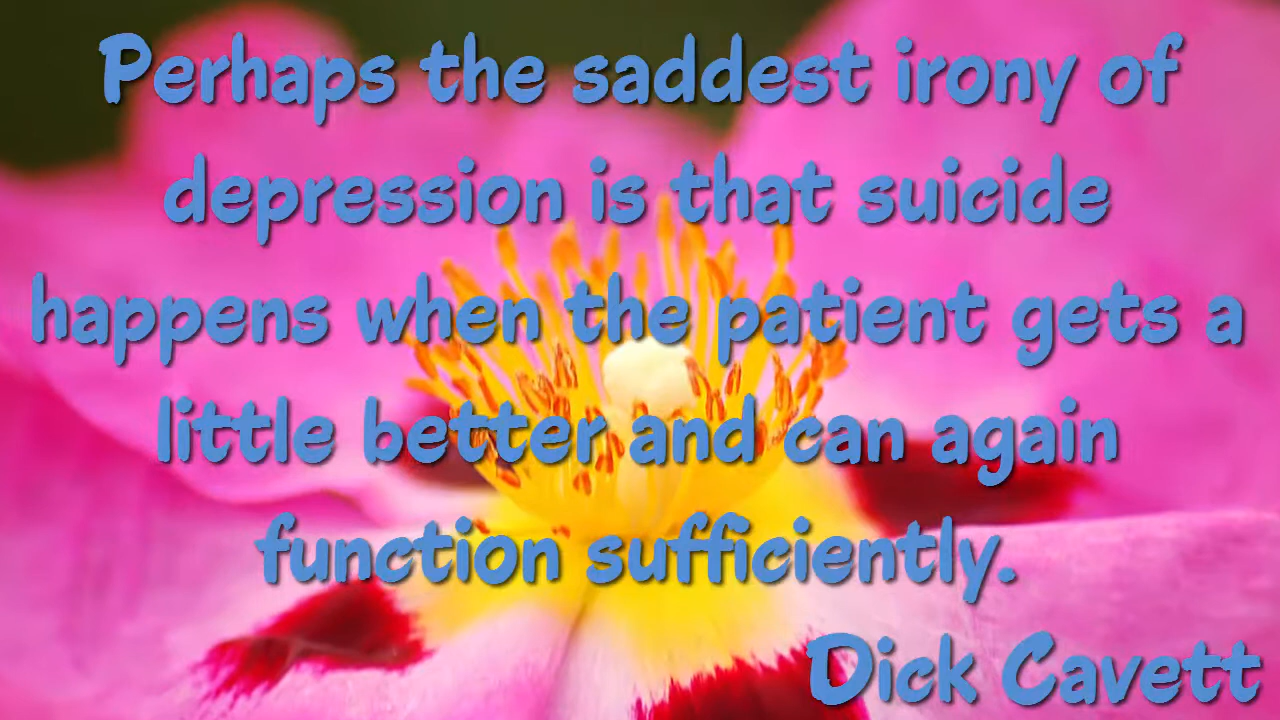 Perhaps the saddest irony of
depression is that suicide
happens when the patient gets a
little better and can again
function sufficiently.
Dick Cavett